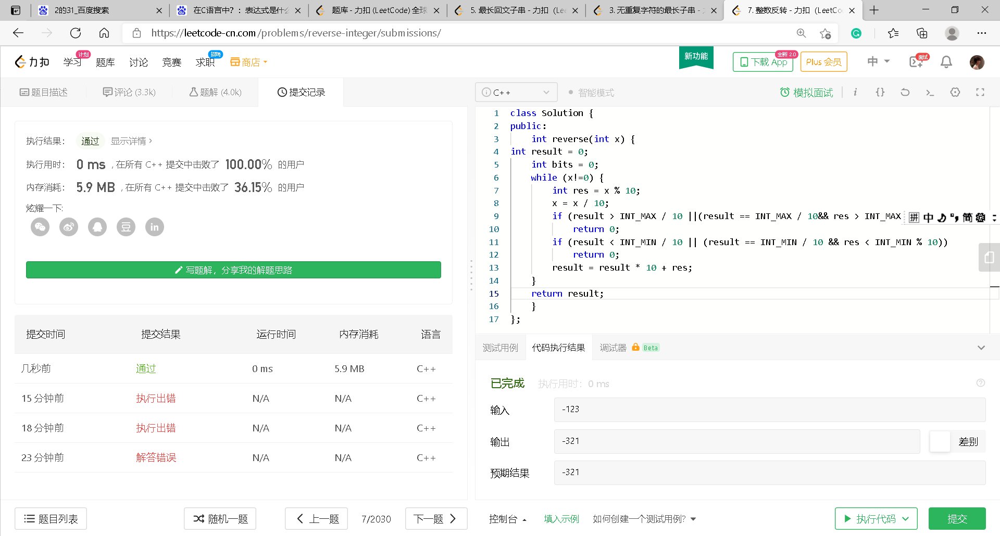 2的31_百度搜索
在C语言中？：表达式是什么
题库 - 力扣 (LeetCode) 全球
5. 最长回文子串 - 力扣（Le
3. 无重复字符的最长子串 -
7. 整数反转 - 力扣（LeetCo
https://leetcode-cn.com/problems/reverse-integer/submissions/
力扣
学习
计划
题库
讨论
竞赛
求职
招聘
商店
新功能
下载 App
全新 2.0
Plus 会员
中
面试
题目描述
评论 (3.3k)
题解 (4.0k)
提交记录
C++
智能模式
模拟面试
执行结果：
通过
显示详情 ›
执行用时：
0 ms , 在所有 C++ 提交中击败了 100.00% 的用户
内存消耗：
5.9 MB , 在所有 C++ 提交中击败了 36.15% 的用户
炫耀一下:
豆
in
写题解，分享我的解题思路
提交时间 提交结果 运行时间 内存消耗 语言
几秒前 通过 0 ms 5.9 MB C++
15 分钟前 执行出错 N/A N/A C++
18 分钟前 执行出错 N/A N/A C++
23 分钟前 解答错误 N/A N/A C++
1 class Solution {
2 public:
3 int reverse(int x) {
4 int result = 0;
5 int bits = 0;
6 while (x!=0) {
7 int res = x % 10;
8 x = x / 10;
9 if (result > INT_MAX / 10 ||(result == INT_MAX / 10&& res > INT_MAX
拼 中 简
10 return 0;
11 if (result < INT_MIN / 10 || (result == INT_MIN / 10 && res < INT_MIN % 10))
12 return 0;
13 result = result * 10 + res;
14 }
15 return result;
16 }
17 };
测试用例
代码执行结果
调试器
Beta
已完成
执行用时：0 ms
输入
-123
输出
-321
差别
预期结果
-321
题目列表
随机一题
上一题
7/2030
下一题
控制台
填入示例
如何创建一个测试用例?
执行代码
提交